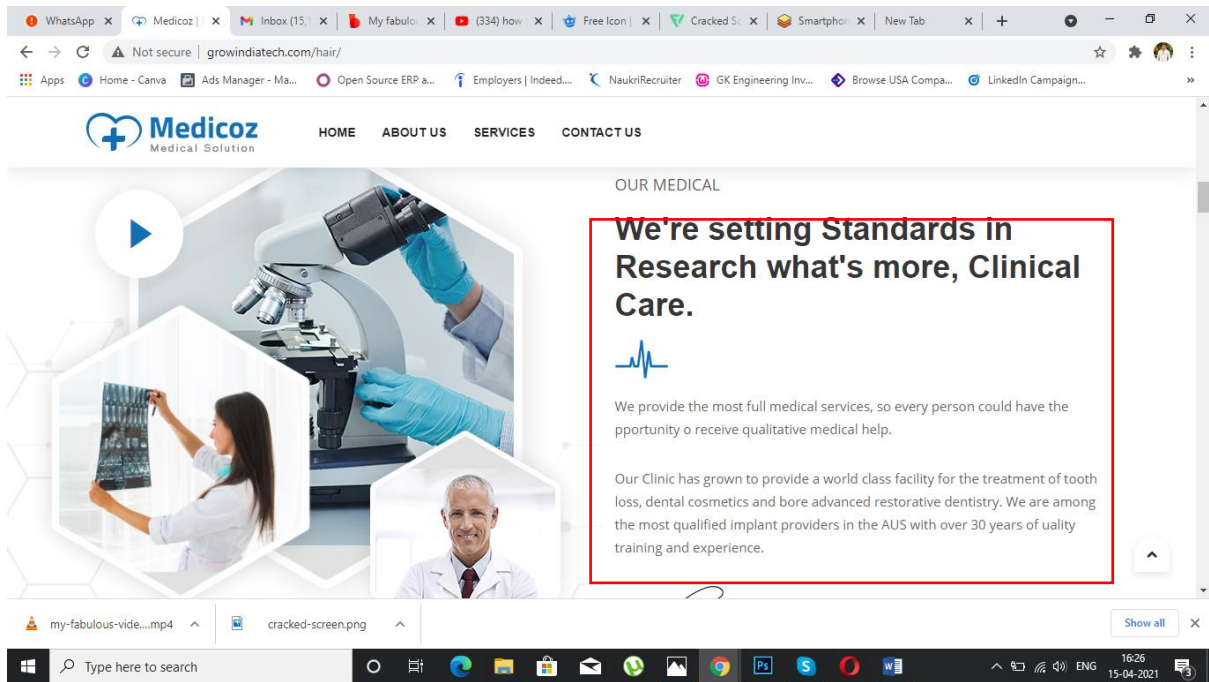 WhatsApp
Medicoz |
Inbox (15,
My fabulo
(334) how
Free Icon |
Cracked Sc
Smartphon
New Tab
Not secure | growindiatech.com/hair/
Apps
Home - Canva
Ads Manager - Ma...
Open Source ERP a...
Employers | Indeed....
NaukriRecruiter
GK Engineering Inv...
Browse USA Compa...
LinkedIn Campaign...
»
Medicoz
Medical Solution
HOME ABOUT US SERVICES CONTACT US
OUR MEDICAL
We're setting Standards in
Research what's more, Clinical
Care.
We provide the most full medical services, so every person could have the
pportunity o receive qualitative medical help.
Our Clinic has grown to provide a world class facility for the treatment of tooth
loss, dental cosmetics and bore advanced restorative dentistry. We are among
the most qualified implant providers in the AUS with over 30 years of uality
training and experience.
my-fabulous-vide....mp4
cracked-screen.png
Show all
Type here to search
Ps
S
W
ENG
16:26
15-04-2021
3